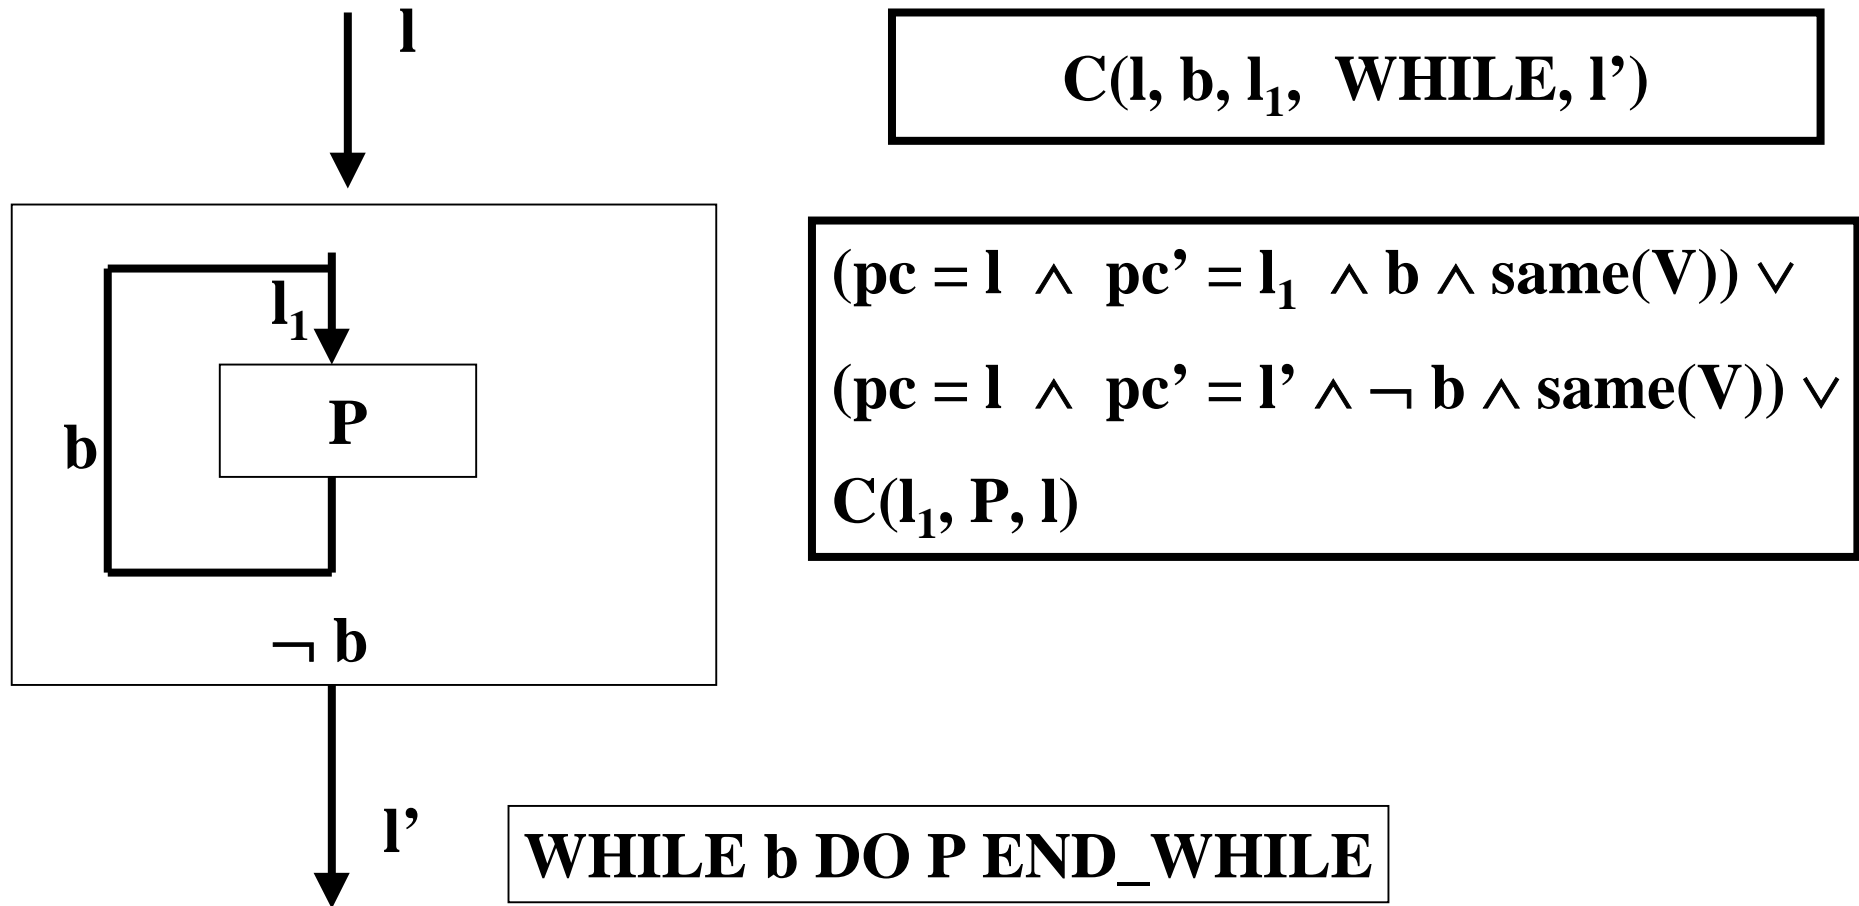 l
C(l, b, l₁, WHILE, l’)
(pc = l ∧ pc’ = l₁ ∧ b ∧ same(V)) ∨
(pc = l ∧ pc’ = l’ ∧ ¬ b ∧ same(V)) ∨
C(l₁, P, l)
l₁
P
b
¬ b
l’
WHILE b DO P END_WHILE